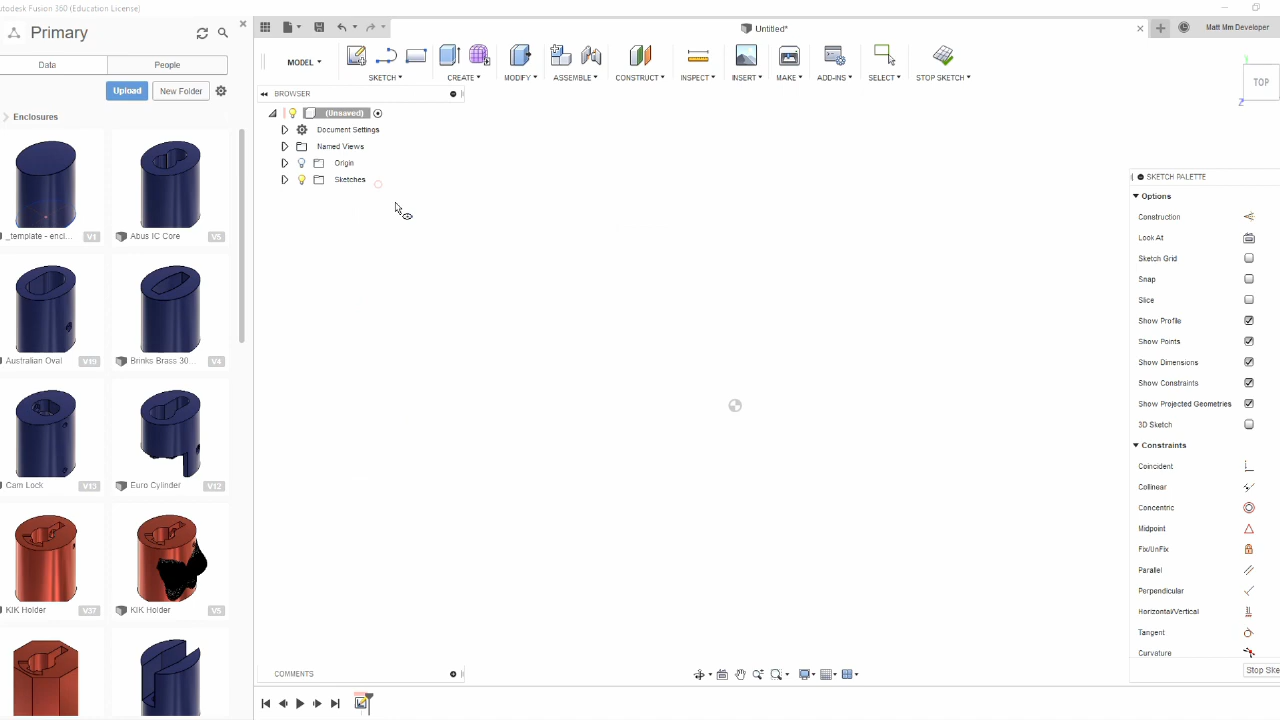 Autodesk Fusion 360 (Education License)
Primary
Data
People
Upload
New Folder
Enclosures
_template - encl...
V1
Abus IC Core
V5
Australian Oval
V19
Brinks Brass 30...
V4
Cam Lock
V13
Euro Cylinder
V12
KIK Holder
V37
KIK Holder
V5
Untitled*
Matt Mm Developer
MODEL
SKETCH
CREATE
MODIFY
ASSEMBLE
CONSTRUCT
INSPECT
INSERT
MAKE
ADD-INS
SELECT
STOP SKETCH
BROWSER
(Unsaved)
Document Settings
Named Views
Origin
Sketches
TOP
Z
SKETCH PALETTE
Options
Construction
Look At
Sketch Grid
Snap
Slice
Show Profile
Show Points
Show Dimensions
Show Constraints
Show Projected Geometries
3D Sketch
Constraints
Coincident
Collinear
Concentric
Midpoint
Fix/UnFix
Parallel
Perpendicular
Horizontal/Vertical
Tangent
Curvature
Stop Ske
COMMENTS